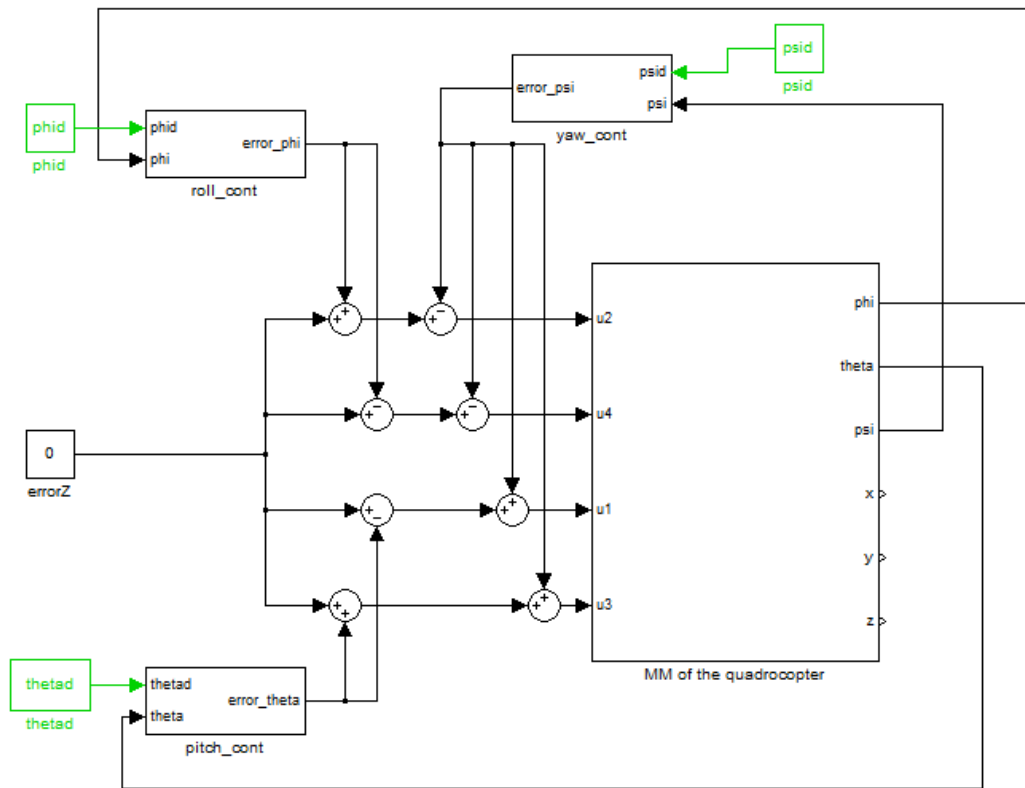 psid
psid
psid
error_psi
psi
yaw_cont
phid
phid
phid
error_phi
phi
roll_cont
+
+
+
−
u2
phi
theta
+
−
+
−
u4
psi
0
errorZ
+
−
+
+
u1
x
y
+
+
+
+
u3
z
MM of the quadrocopter
thetad
thetad
thetad
error_theta
theta
pitch_cont